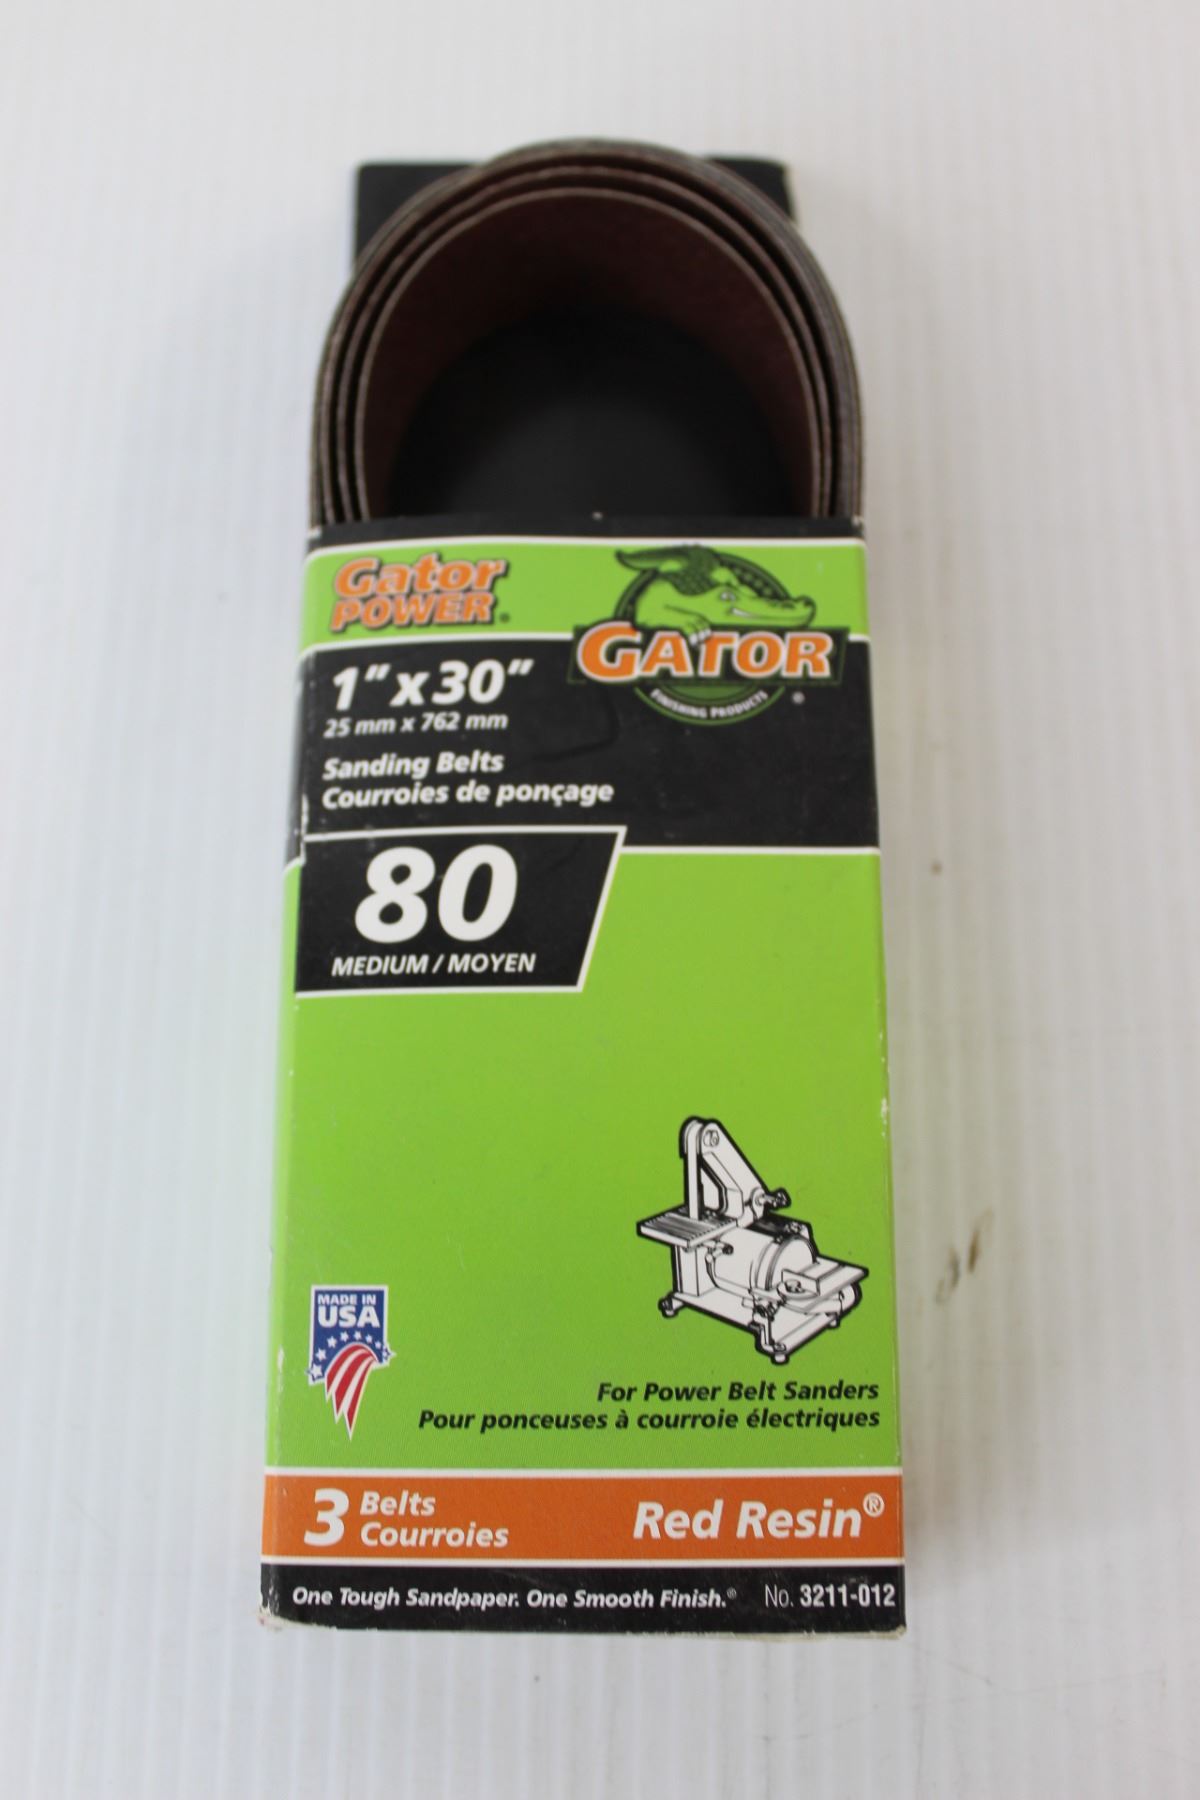 Gator
POWER®
GATOR
FINISHING PRODUCTS ®
1" x 30"
25 mm x 762 mm
Sanding Belts
Courroies de ponçage
80
MEDIUM / MOYEN
MADE IN
USA
For Power Belt Sanders
Pour ponceuses à courroie électriques
3 Belts
Courroies
Red Resin®
One Tough Sandpaper. One Smooth Finish.®
No. 3211-012